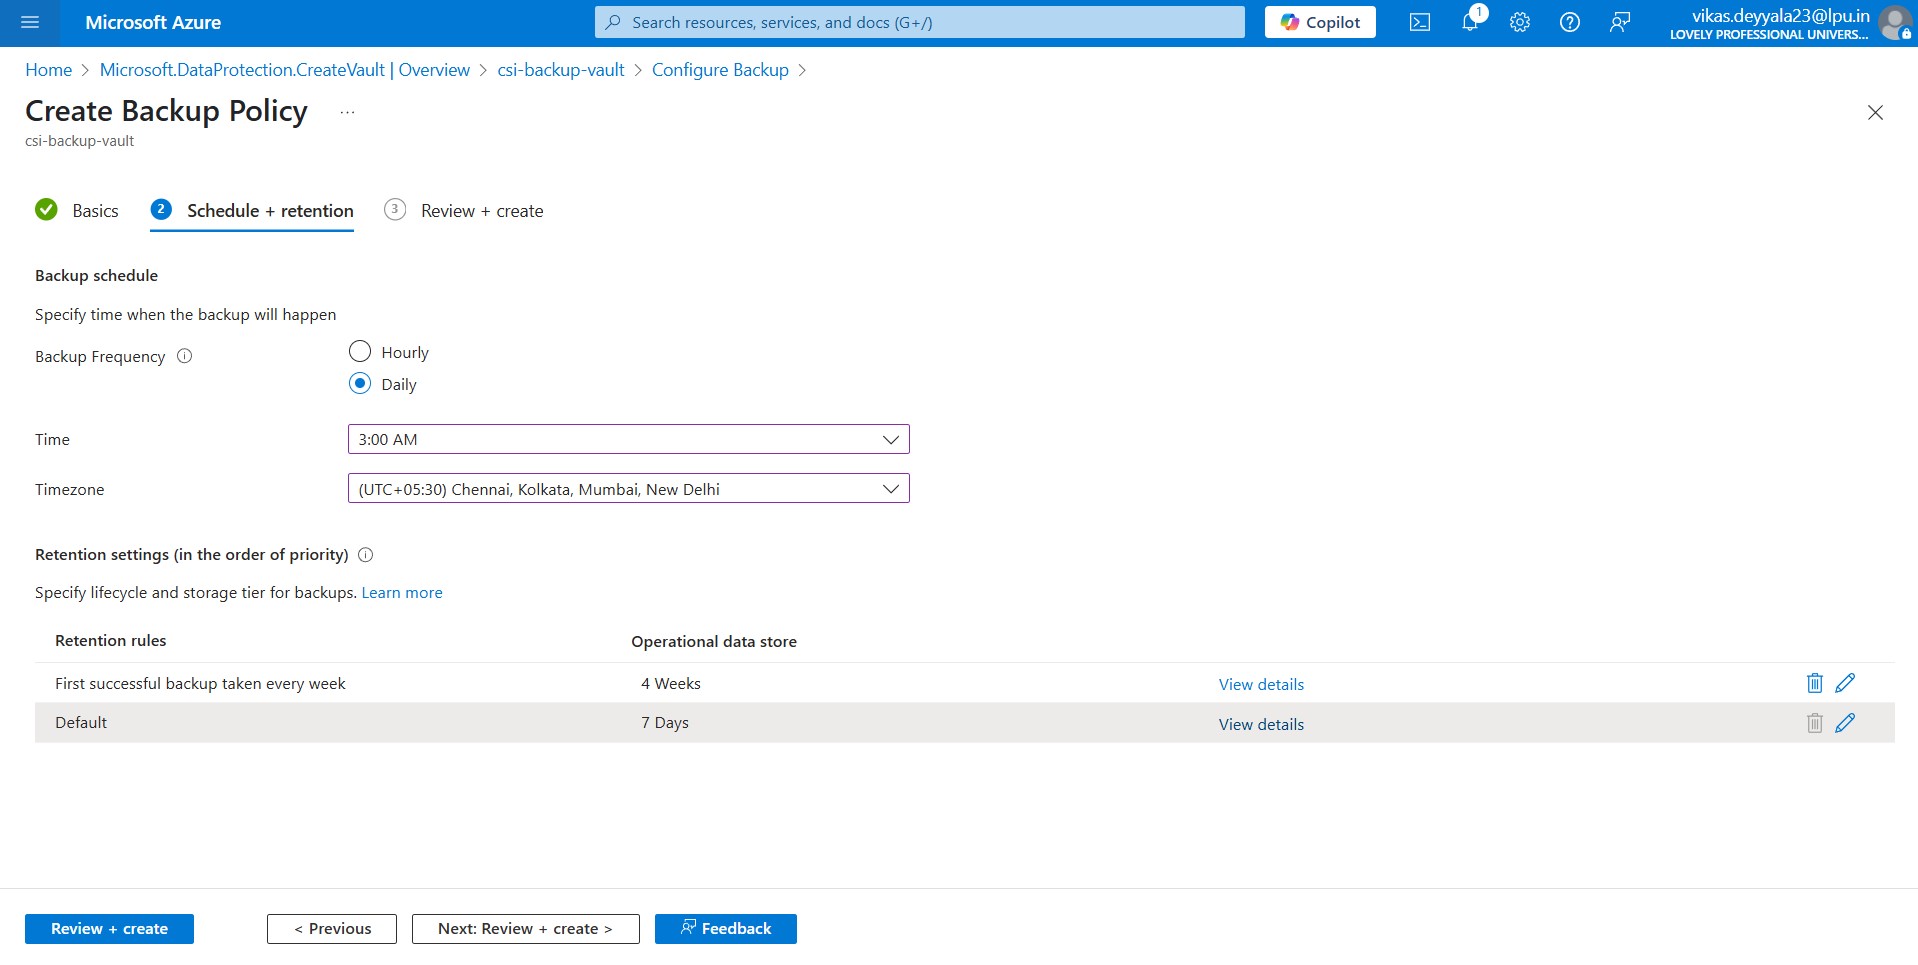 Microsoft Azure
Search resources, services, and docs (G+/)
Copilot
1
vikas.deyyala23@lpu.in
LOVELY PROFESSIONAL UNIVERS...
Home > Microsoft.DataProtection.CreateVault | Overview > csi-backup-vault > Configure Backup >
Create Backup Policy ...
csi-backup-vault
Basics
2 Schedule + retention
3 Review + create
Backup schedule
Specify time when the backup will happen
Backup Frequency
Hourly
Daily
Time
3:00 AM
Timezone
(UTC+05:30) Chennai, Kolkata, Mumbai, New Delhi
Retention settings (in the order of priority)
Specify lifecycle and storage tier for backups. Learn more
Retention rules Operational data store
First successful backup taken every week 4 Weeks View details
Default 7 Days View details
Review + create
< Previous
Next: Review + create >
Feedback